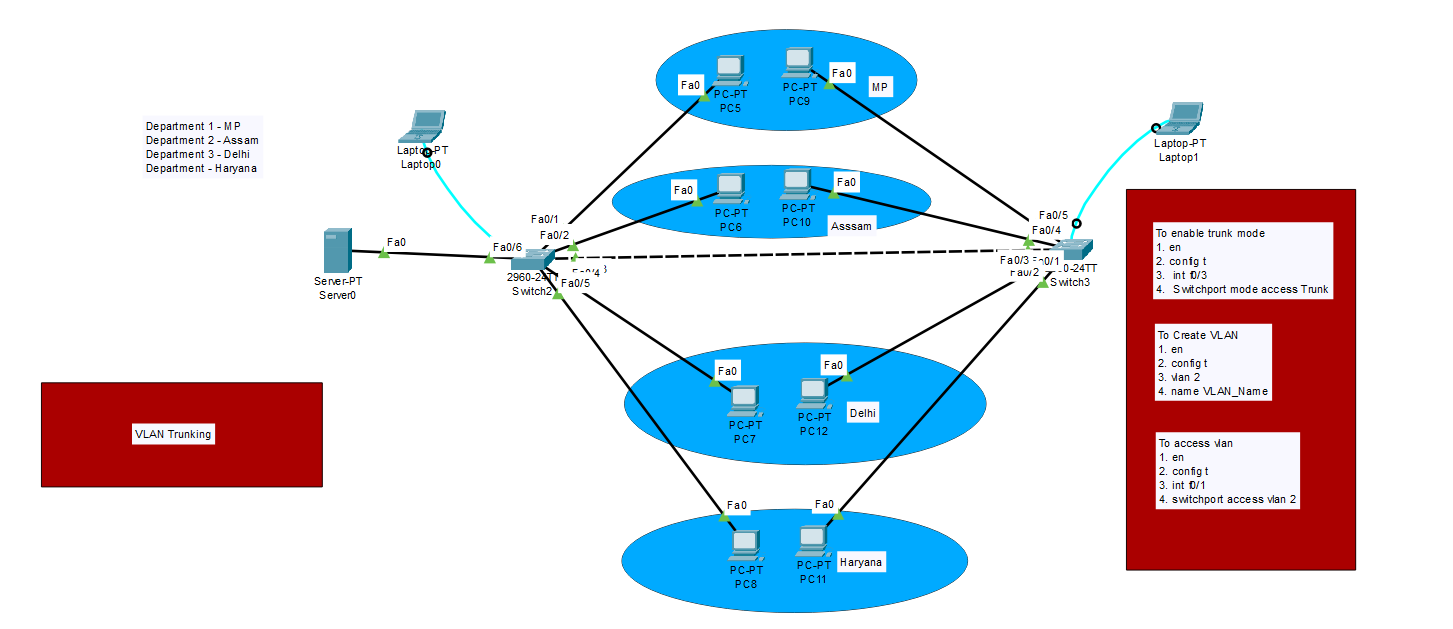 Fa0
Fa0
MP
PC-PT
PC5
PC-PT
PC9
Department 1 - MP
Department 2 - Assam
Department 3 - Delhi
Department - Haryana
Laptop-PT
Laptop0
Laptop-PT
Laptop1
Fa0
Fa0
PC-PT
PC6
PC-PT
PC10
Asssam
Fa0/1
Fa0/2
Fa0/6
Fa0
Server-PT
Server0
2960-24TT
Switch2
Fa0/4
Fa0/5
Fa0/5
Fa0/4
Fa0/3
Fa0/1
Fa0/2
Switch3
To enable trunk mode
1. en
2. config t
3. int f0/3
4. Switchport mode access Trunk
To Create VLAN
1. en
2. config t
3. vlan 2
4. name VLAN_Name
To access vlan
1. en
2. config t
3. int f0/1
4. switchport access vlan 2
VLAN Trunking
Fa0
Fa0
PC-PT
PC7
PC-PT
PC12
Delhi
Fa0
Fa0
PC-PT
PC8
PC-PT
PC11
Haryana